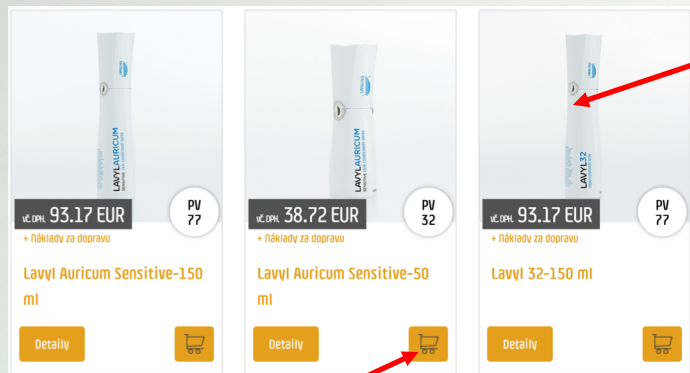 LAVYLAURICUM
vč. DPH. 93.17 EUR
PV
77
+ Náklady za dopravu
Lavyl Auricum Sensitive-150
ml
Detaily
LAVYLAURICUM
vč. DPH. 38.72 EUR
PV
32
+ Náklady za dopravu
Lavyl Auricum Sensitive-50
ml
Detaily
LAVYL32
vč. DPH. 93.17 EUR
PV
77
+ Náklady za dopravu
Lavyl 32-150 ml
Detaily